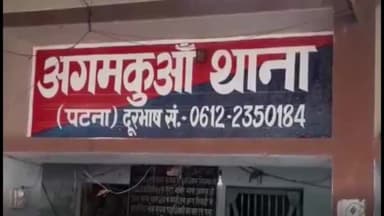 अगमकुआँ थाना
(पटना) दूरभाष सं.- 0612-2350184